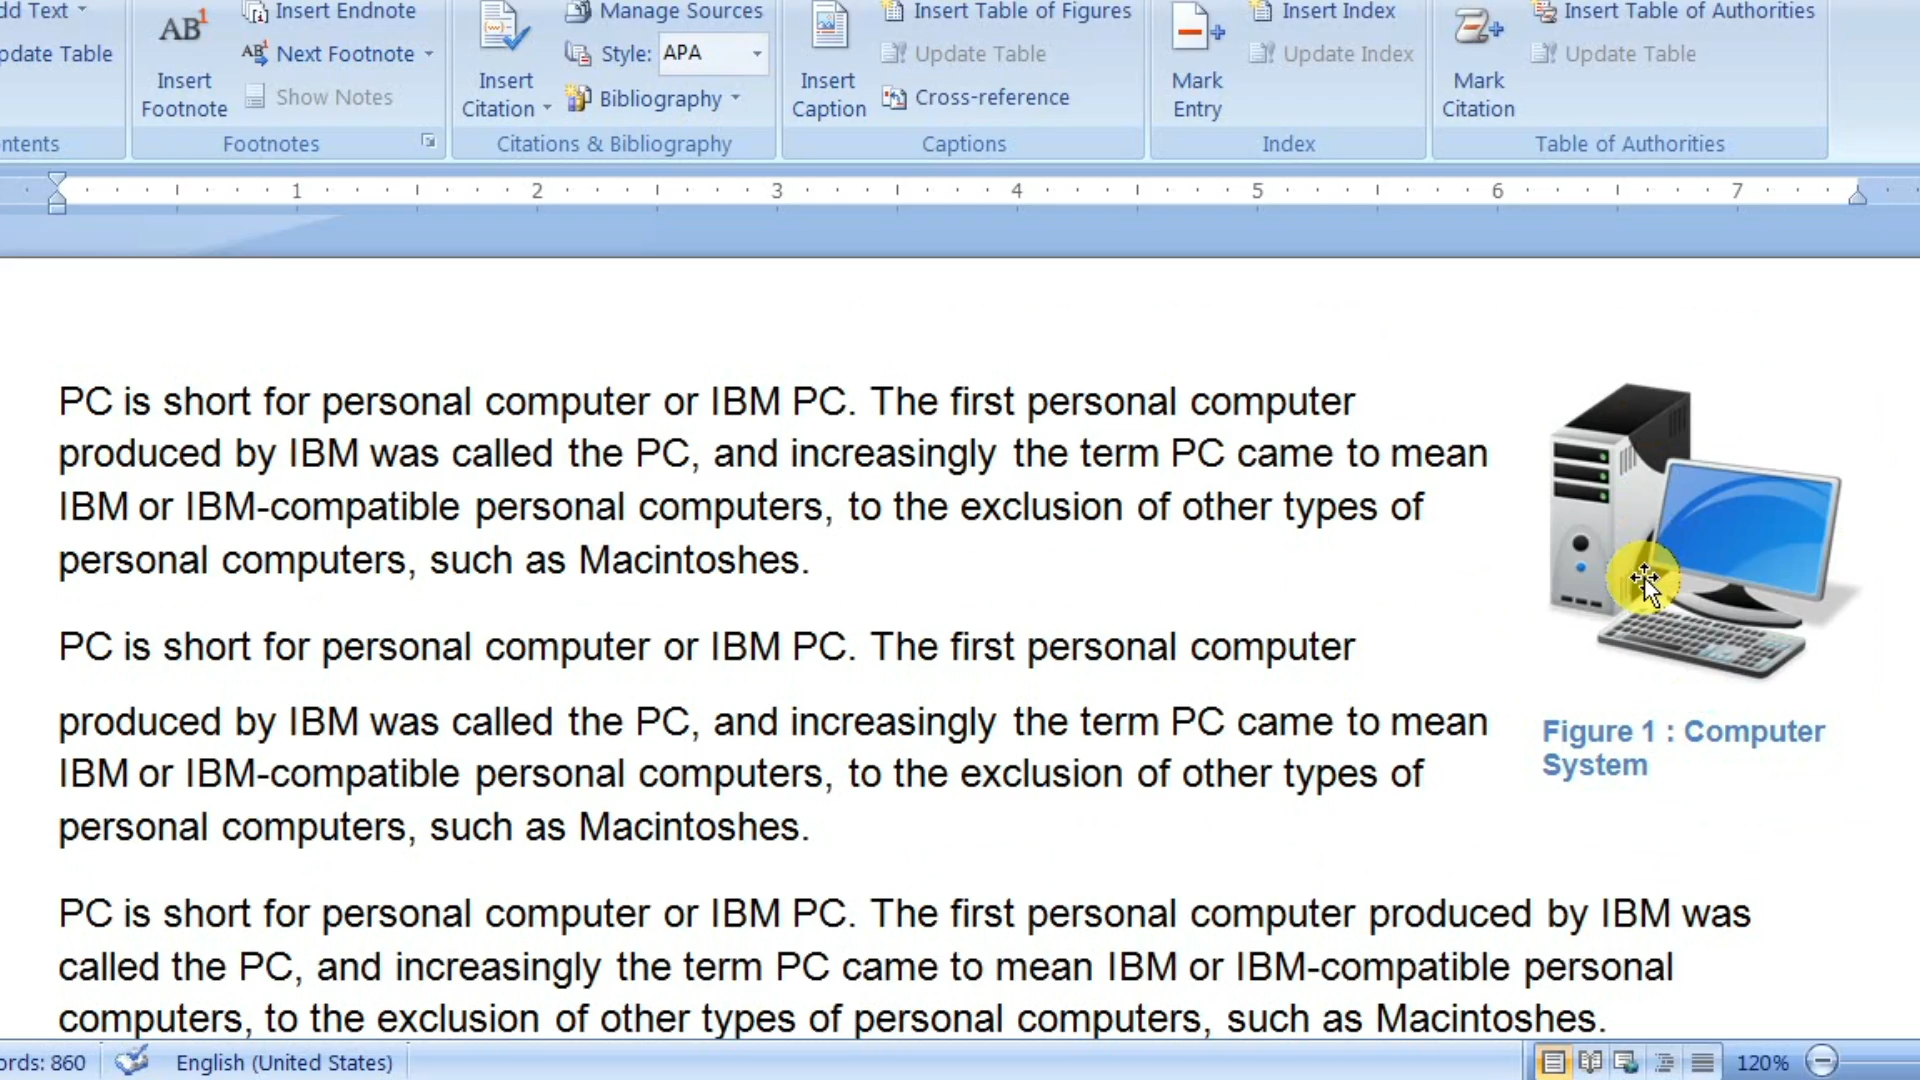 dd Text
Insert Endnote
Manage Sources
Insert Table of Figures
Insert Index
Insert Table of Authorities
pdate Table
AB1
Insert
Footnote
AB1
Next Footnote
Show Notes
Insert
Citation
Style:
APA
Bibliography
Insert
Caption
Update Table
Cross-reference
Mark
Entry
Update Index
Mark
Citation
Update Table
ntents
Footnotes
Citations & Bibliography
Captions
Index
Table of Authorities
1 2 3 4 5 6 7
PC is short for personal computer or IBM PC. The first personal computer
produced by IBM was called the PC, and increasingly the term PC came to mean
IBM or IBM-compatible personal computers, to the exclusion of other types of
personal computers, such as Macintoshes.
PC is short for personal computer or IBM PC. The first personal computer
produced by IBM was called the PC, and increasingly the term PC came to mean
IBM or IBM-compatible personal computers, to the exclusion of other types of
personal computers, such as Macintoshes.
Figure 1 : Computer
System
PC is short for personal computer or IBM PC. The first personal computer produced by IBM was
called the PC, and increasingly the term PC came to mean IBM or IBM-compatible personal
computers, to the exclusion of other types of personal computers, such as Macintoshes.
ords: 860
English (United States)
120%